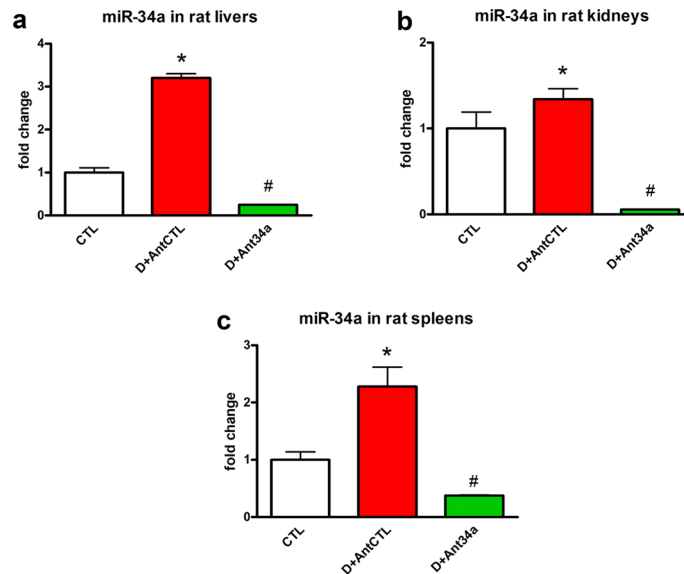 a
miR-34a in rat livers
fold change
4
3
2
1
0
*
#
CTL
D+AntCTL
D+Ant34a
b
miR-34a in rat kidneys
fold change
2
1
0
*
#
CTL
D+AntCTL
D+Ant34a
c
miR-34a in rat spleens
fold change
3
2
1
0
*
#
CTL
D+AntCTL
D+Ant34a